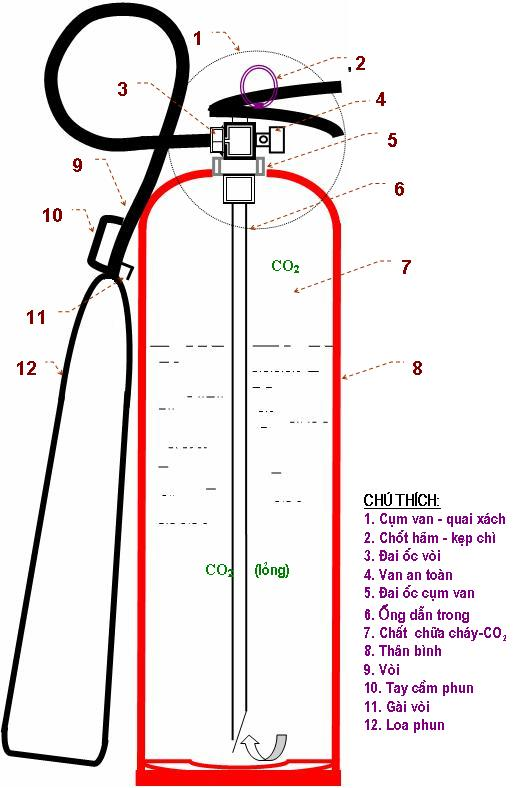 1
, 2
3
4
5
9
6
10
CO₂
7
11
12
8
CO₂ (lỏng)
CHÚ THÍCH:
1. Cụm van - quai xách
2. Chốt hãm - kẹp chì
3. Đai ốc vòi
4. Van an toàn
5. Đai ốc cụm van
6. Ống dẫn trong
7. Chất chữa cháy-CO₂
8. Thân bình
9. Vòi
10. Tay cầm phun
11. Gài vòi
12. Loa phun